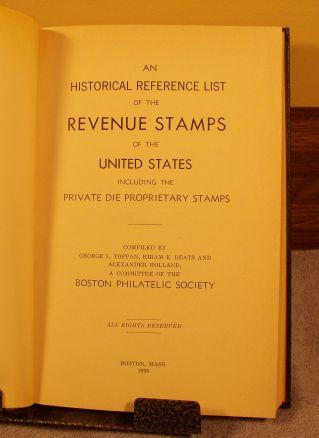 AN
HISTORICAL REFERENCE LIST
OF THE
REVENUE STAMPS
OF THE
UNITED STATES
INCLUDING THE
PRIVATE DIE PROPRIETARY STAMPS
COMPILED BY
GEORGE L. TOPPAN, HIRAM E. DEATS AND
ALEXANDER HOLLAND,
A COMMITTEE OF THE
BOSTON PHILATELIC SOCIETY
ALL RIGHTS RESERVED
BOSTON, MASS.
1899